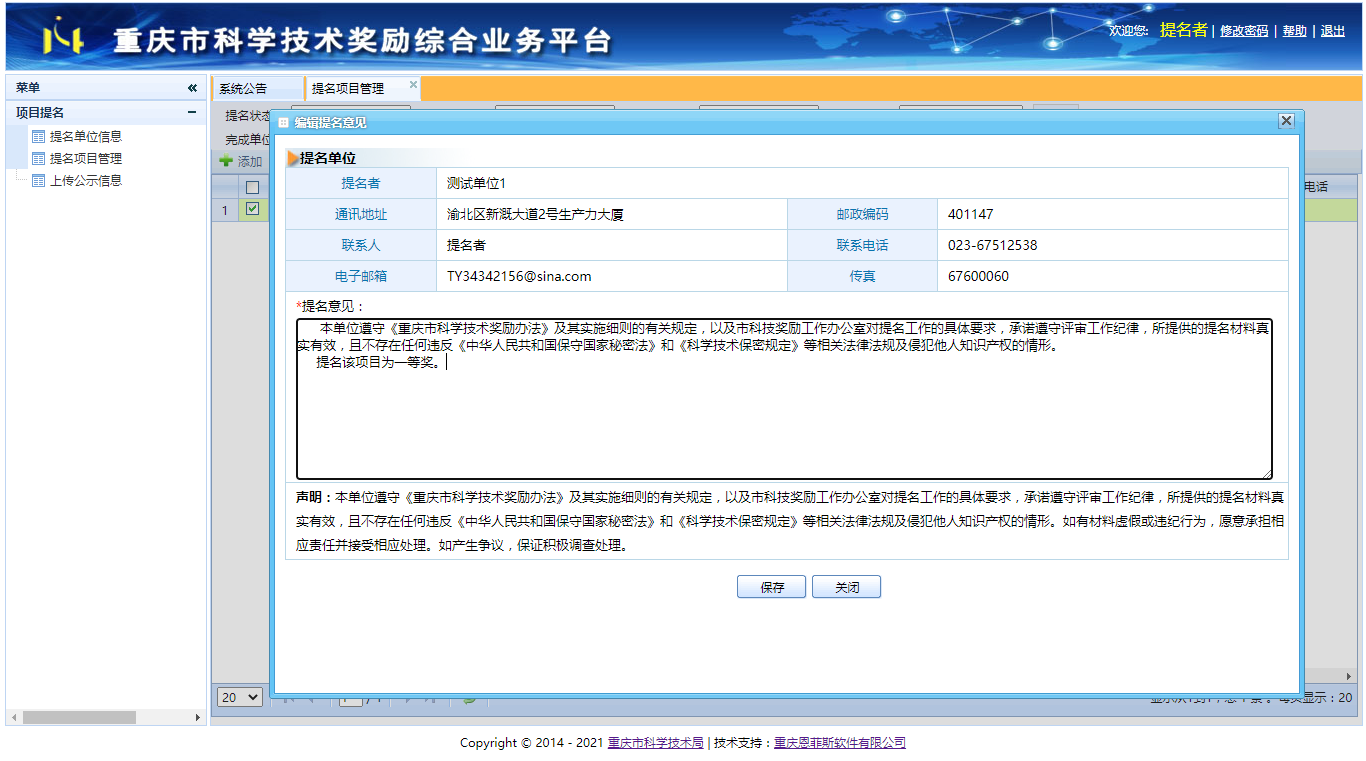 重庆市科学技术奖励综合业务平台
欢迎您: 提名者 | 修改密码 | 帮助 | 退出
菜单
系统公告
提名项目管理
项目提名
提名单位信息
提名项目管理
上传公示信息
提名状态
完成单位
添加
电话
1
编辑提名意见
提名单位
提名者 测试单位1
通讯地址 渝北区新溉大道2号生产力大厦 邮政编码 401147
联系人 提名者 联系电话 023-67512538
电子邮箱 TY34342156@sina.com 传真 67600060
*提名意见：
本单位遵守《重庆市科学技术奖励办法》及其实施细则的有关规定，以及市科技奖励工作办公室对提名工作的具体要求，承诺遵守评审工作纪律，所提供的提名材料真
实有效，且不存在任何违反《中华人民共和国保守国家秘密法》和《科学技术保密规定》等相关法律法规及侵犯他人知识产权的情形。
提名该项目为一等奖。
声明：本单位遵守《重庆市科学技术奖励办法》及其实施细则的有关规定，以及市科技奖励工作办公室对提名工作的具体要求，承诺遵守评审工作纪律，所提供的提名材料真
实有效，且不存在任何违反《中华人民共和国保守国家秘密法》和《科学技术保密规定》等相关法律法规及侵犯他人知识产权的情形。如有材料虚假或违纪行为，愿意承担相
应责任并接受相应处理。如产生争议，保证积极调查处理。
保存 关闭
20
显示：20
Copyright © 2014 - 2021 重庆市科学技术局 | 技术支持：重庆恩菲斯软件有限公司